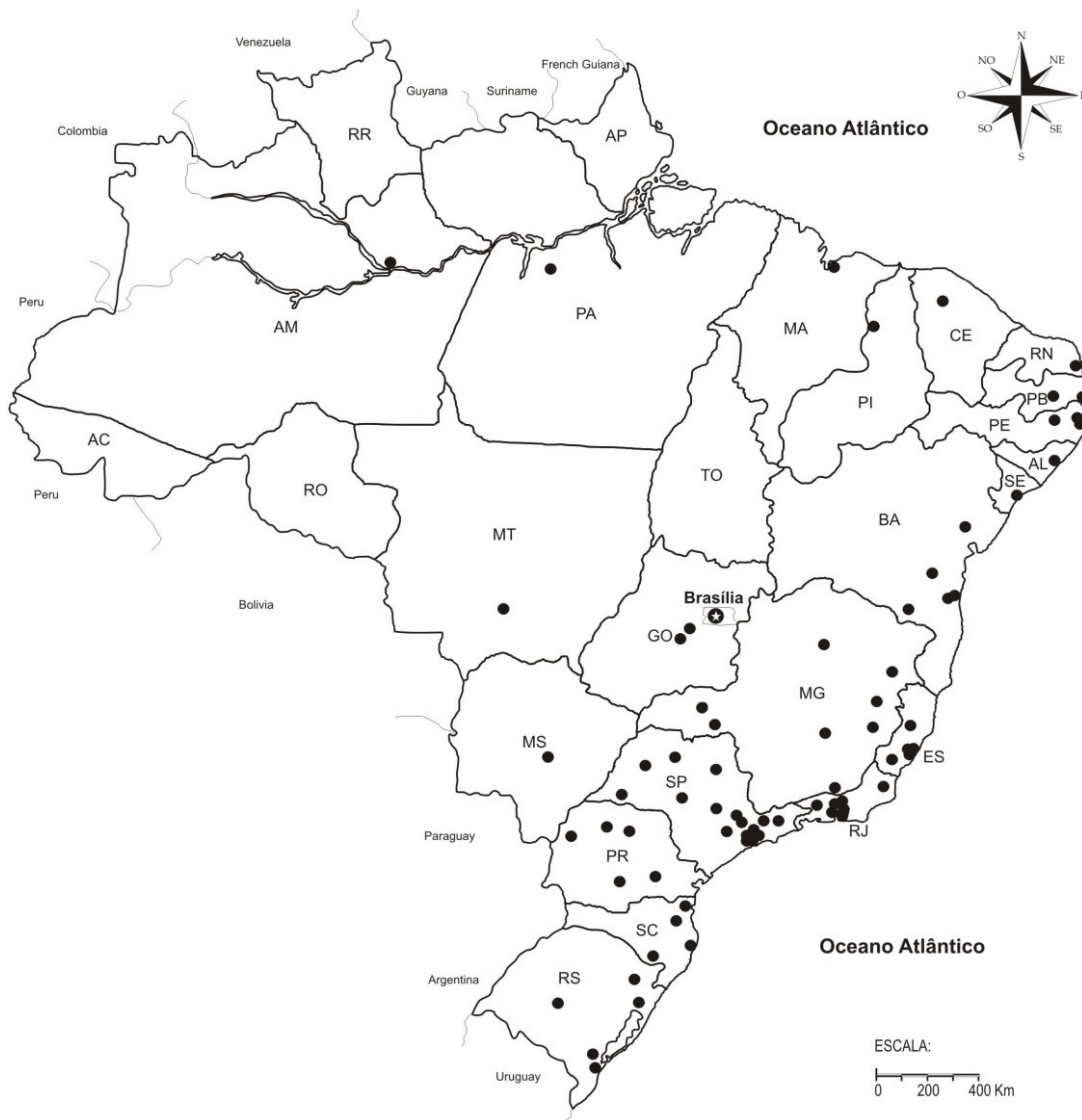 Venezuela
French Guiana
Guyana
Suriname
Colombia
RR
AP
Oceano Atlântico
N
NO
NE
O
SO
SE
S
Peru
AM
PA
MA
CE
RN
PI
PB
PE
AC
AL
TO
SE
Peru
RO
BA
MT
Bolivia
Brasília
GO
MG
MS
ES
SP
RJ
Paraguay
PR
SC
Oceano Atlântico
Argentina
RS
ESCALA:
0 200 400 Km
Uruguay